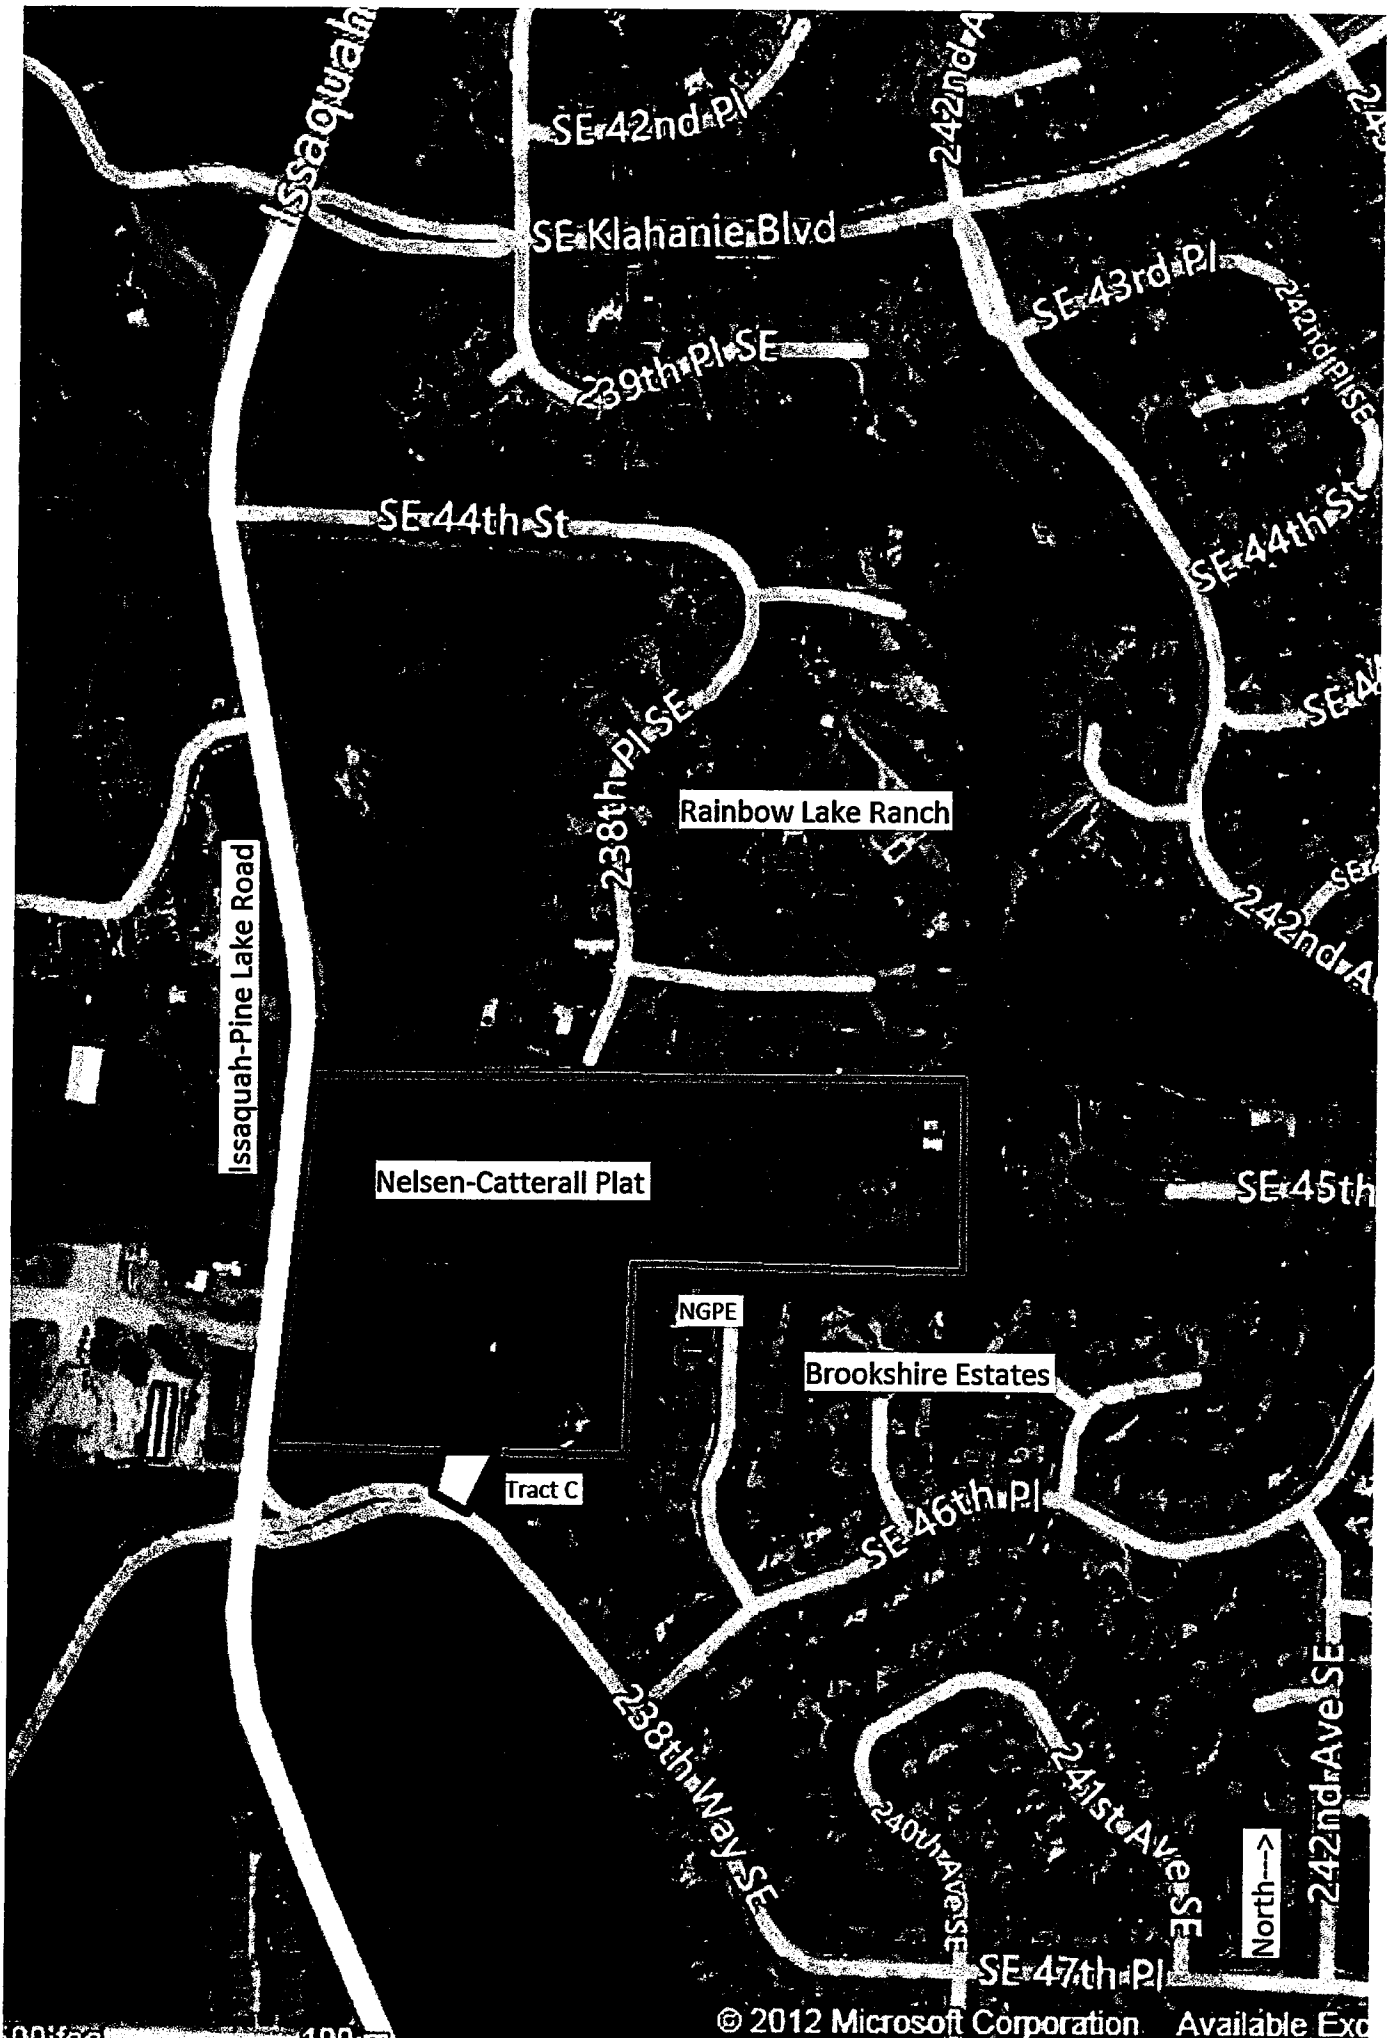 Issaquah
SE 42nd Pl
242nd A
SE Klahanie Blvd
SE 43rd Pl
242nd Pl SE
239th Pl SE
SE 44th St
SE 44th St
238th Pl SE
Rainbow Lake Ranch
Issaquah-Pine Lake Road
242nd A
Nelsen-Catterall Plat
SE 45th
NGPE
Brookshire Estates
Tract C
SE 46th Pl
238th Way SE
241st Ave SE
240th Ave SE
242nd Ave SE
North--->
SE 47th Pl
© 2012 Microsoft Corporation Available Exc